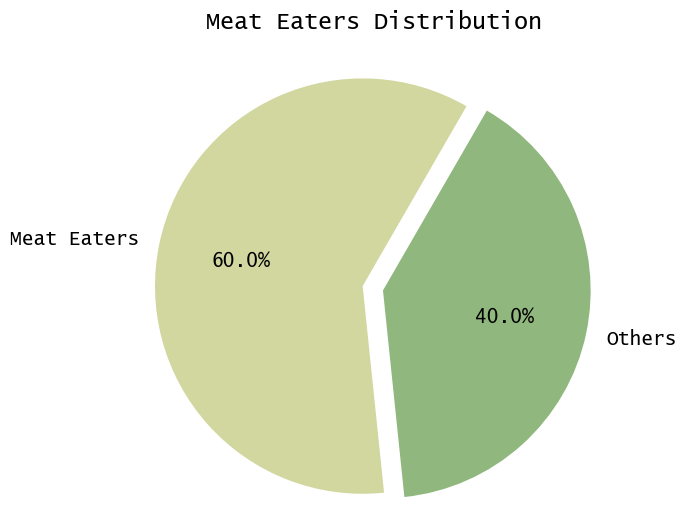 Meat Eaters Distribution
Meat Eaters
60.0%
40.0%
Others